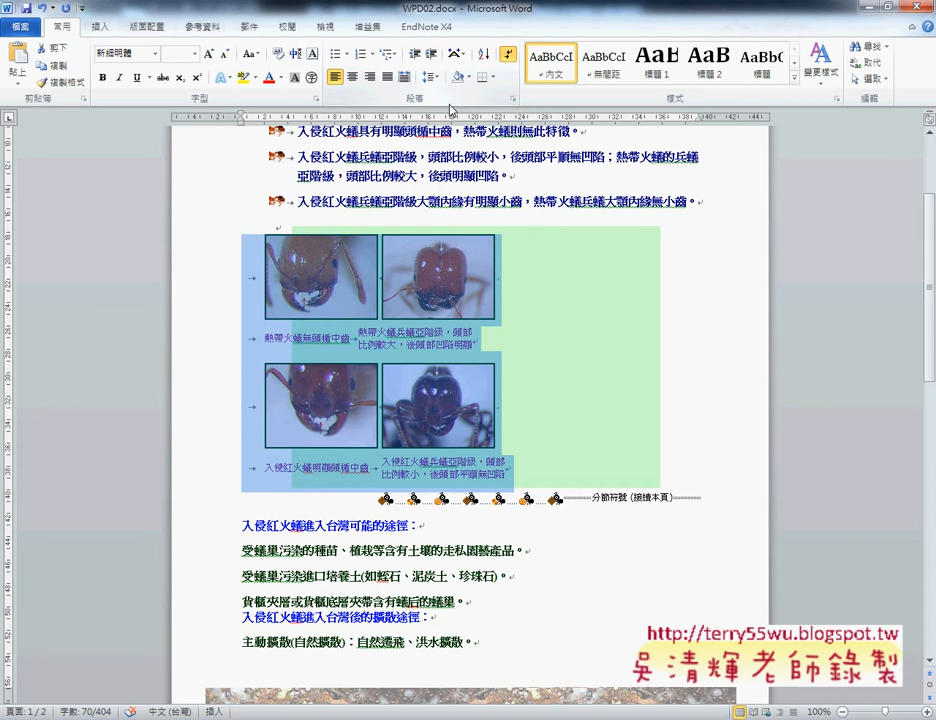 WPD02.docx - Microsoft Word
檔案 常用 插入 版面配置 參考資料 郵件 校閱 檢視 增益集 EndNote X4
剪下
複製
複製格式
貼上
新細明體
AaBbCcI AaBbCcI AaB AaB AaBb(
內文 無間距 標題 1 標題 2 標題
變更樣式
尋找
取代
選取
剪貼簿 字型 段落 樣式 編輯
入侵紅火蟻具有明顯頭楯中齒，熱帶火蟻則無此特徵。
入侵紅火蟻兵蟻亞階級，頭部比例較小，後頭部平順無凹陷；熱帶火蟻的兵蟻
亞階級，頭部比例較大，後頭明顯凹陷。
入侵紅火蟻兵蟻亞階級大顎內緣有明顯小齒，熱帶火蟻兵蟻大顎內緣無小齒。
熱帶火蟻無頭楯中齒
熱帶火蟻兵蟻亞階級，頭部
比例較大，後頭部凹陷明顯
入侵紅火蟻明顯頭楯中齒
入侵紅火蟻兵蟻亞階級，頭部
比例較小，後頭部平順無凹陷
分節符號 (接續本頁)
入侵紅火蟻進入台灣可能的途徑：
受蟻巢污染的種苗、植栽等含有土壤的走私園藝產品。
受蟻巢污染進口培養土(如蛭石、泥炭土、珍珠石)。
貨櫃夾層或貨櫃底層夾帶含有蟻后的蟻巢。
入侵紅火蟻進入台灣後的擴散途徑：
主動擴散(自然擴散)：自然遷飛、洪水擴散。
http://terry55wu.blogspot.tw
吳清輝老師錄製
頁面: 1 / 2 字數: 70/404 中文 (台灣) 插入 100%